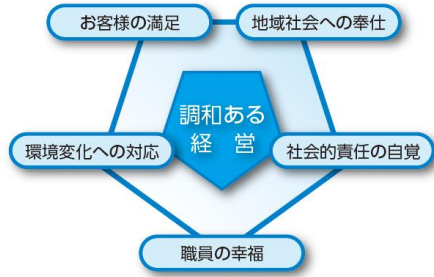 お客様の満足
地域社会への奉仕
調和ある
経 営
環境変化への対応
社会的責任の自覚
職員の幸福